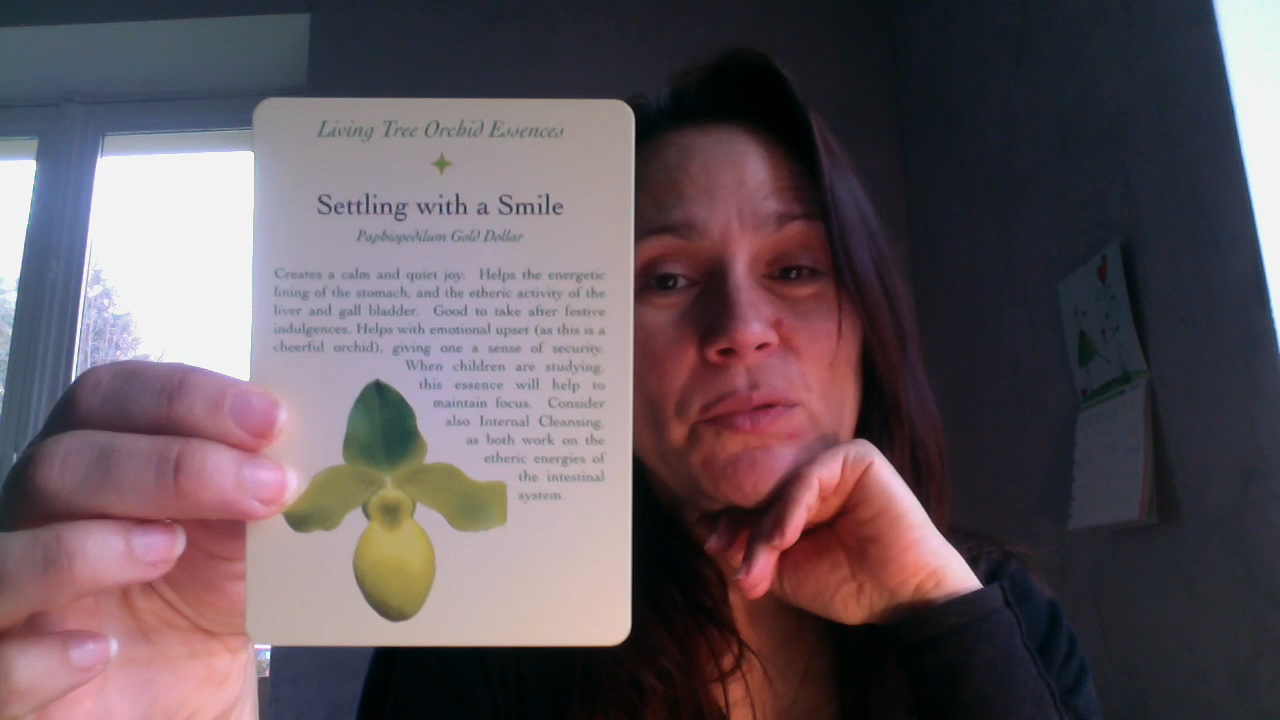 Living Tree Orchid Essences
Settling with a Smile
Paphiopedilum Gold Dollar
Creates a calm and quiet joy. Helps the energetic
lining of the stomach, and the etheric activity of the
liver and gall bladder. Good to take after festive
indulgences. Helps with emotional upset (as this is a
cheerful orchid), giving one a sense of security.
When children are studying,
this essence will help to
maintain focus. Consider
also Internal Cleansing,
as both work on the
etheric energies of
the intestinal
system.